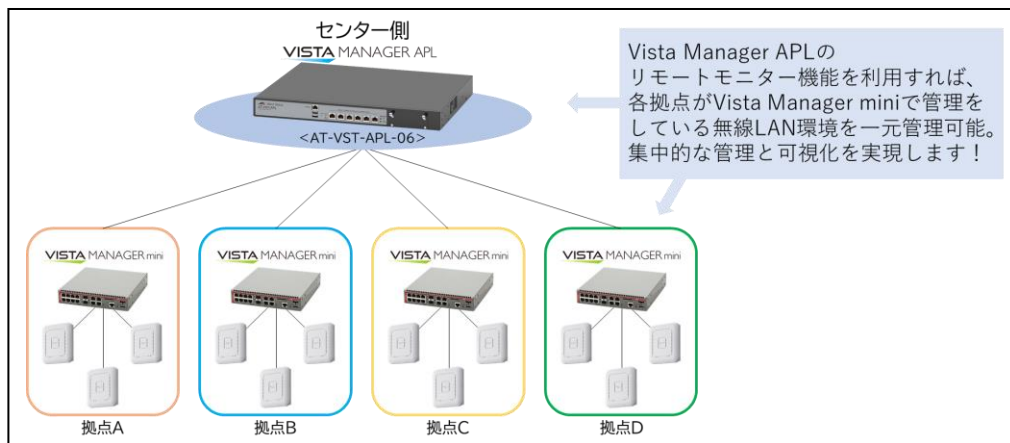 センター側
VISTA MANAGER APL
<AT-VST-APL-06>
Vista Manager APLの
リモートモニター機能を利用すれば、
各拠点がVista Manager miniで管理を
している無線LAN環境を一元管理可能。
集中的な管理と可視化を実現します！
VISTA MANAGER mini
VISTA MANAGER mini
VISTA MANAGER mini
VISTA MANAGER mini
拠点A
拠点B
拠点C
拠点D